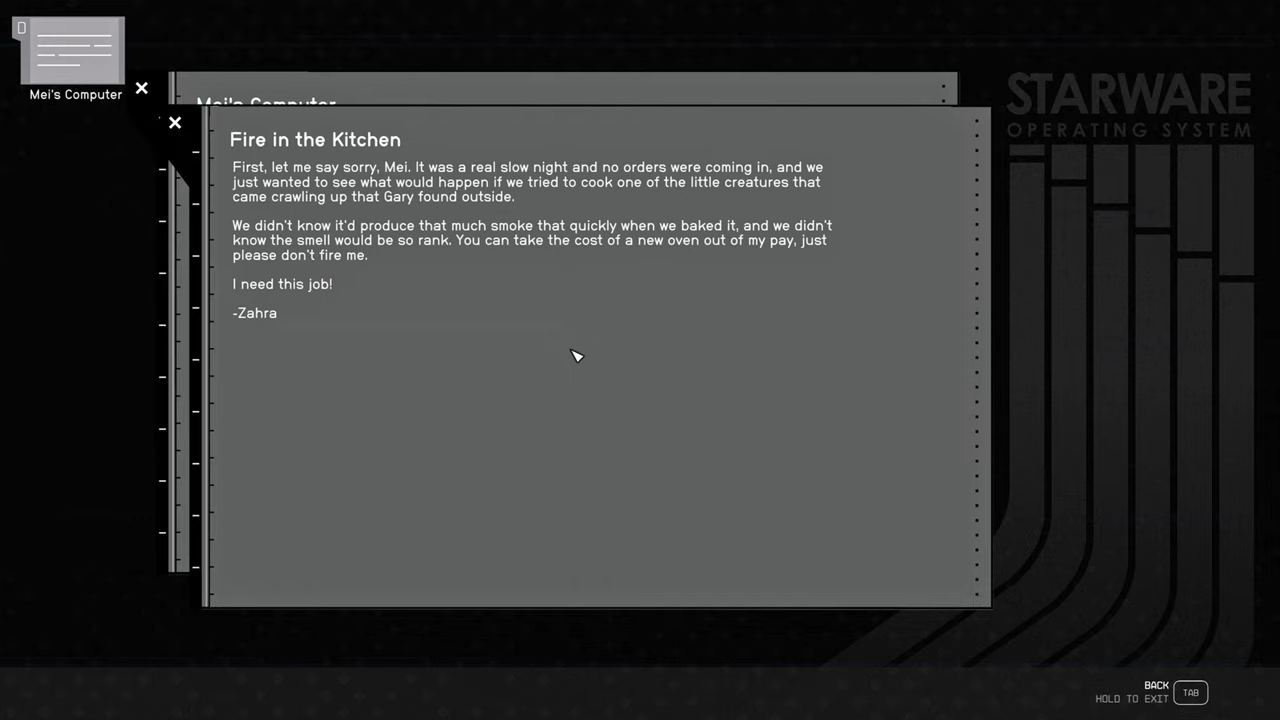 D
Mei's Computer
Mei's Computer
STARWARE
OPERATING SYSTEM
Fire in the Kitchen
First, let me say sorry, Mei. It was a real slow night and no orders were coming in, and we
just wanted to see what would happen if we tried to cook one of the little creatures that
came crawling up that Gary found outside.
We didn't know it'd produce that much smoke that quickly when we baked it, and we didn't
know the smell would be so rank. You can take the cost of a new oven out of my pay, just
please don't fire me.
I need this job!
-Zahra
BACK
HOLD TO EXIT
TAB